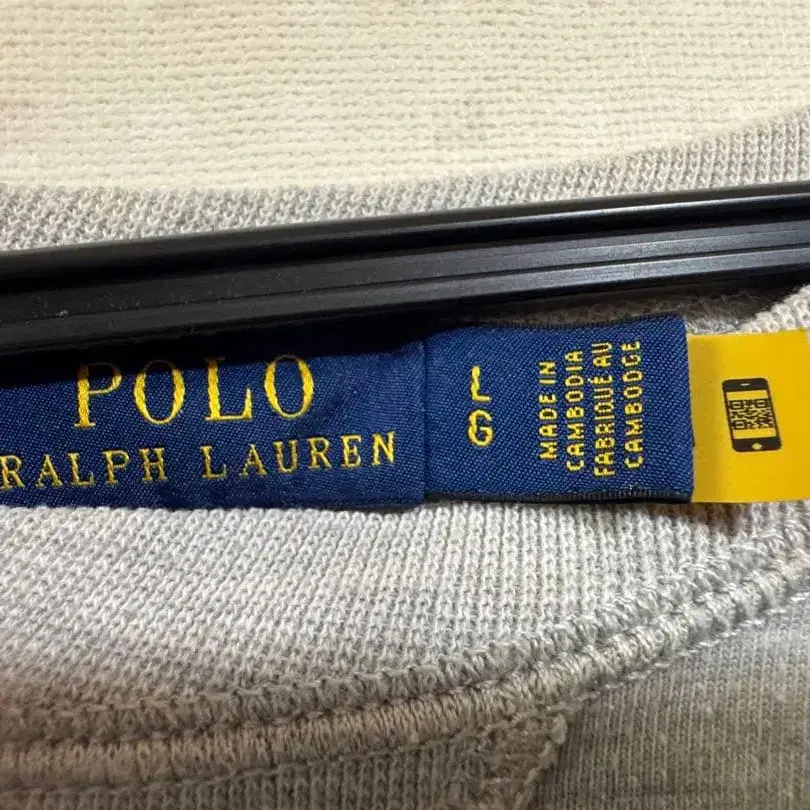 POLO
RALPH LAUREN
L
G
MADE IN
CAMBODIA
FABRIQUÉ AU
CAMBODGE